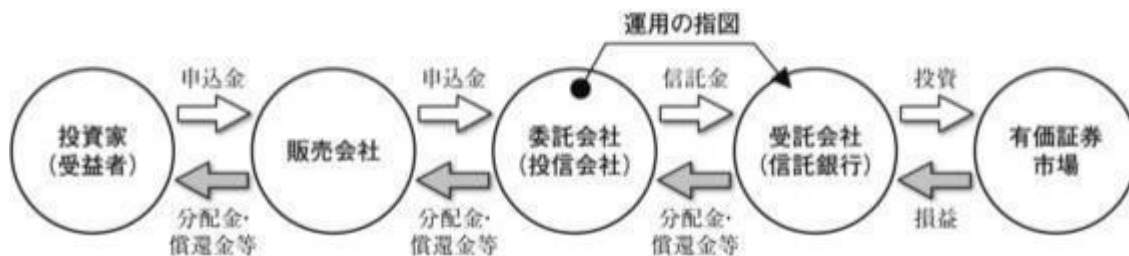 運用の指図
申込金
申込金
信託金
投資
投資家
(受益者)
販売会社
委託会社
(投信会社)
受託会社
(信託銀行)
有価証券
市場
分配金・
償還金等
分配金・
償還金等
分配金・
償還金等
損益